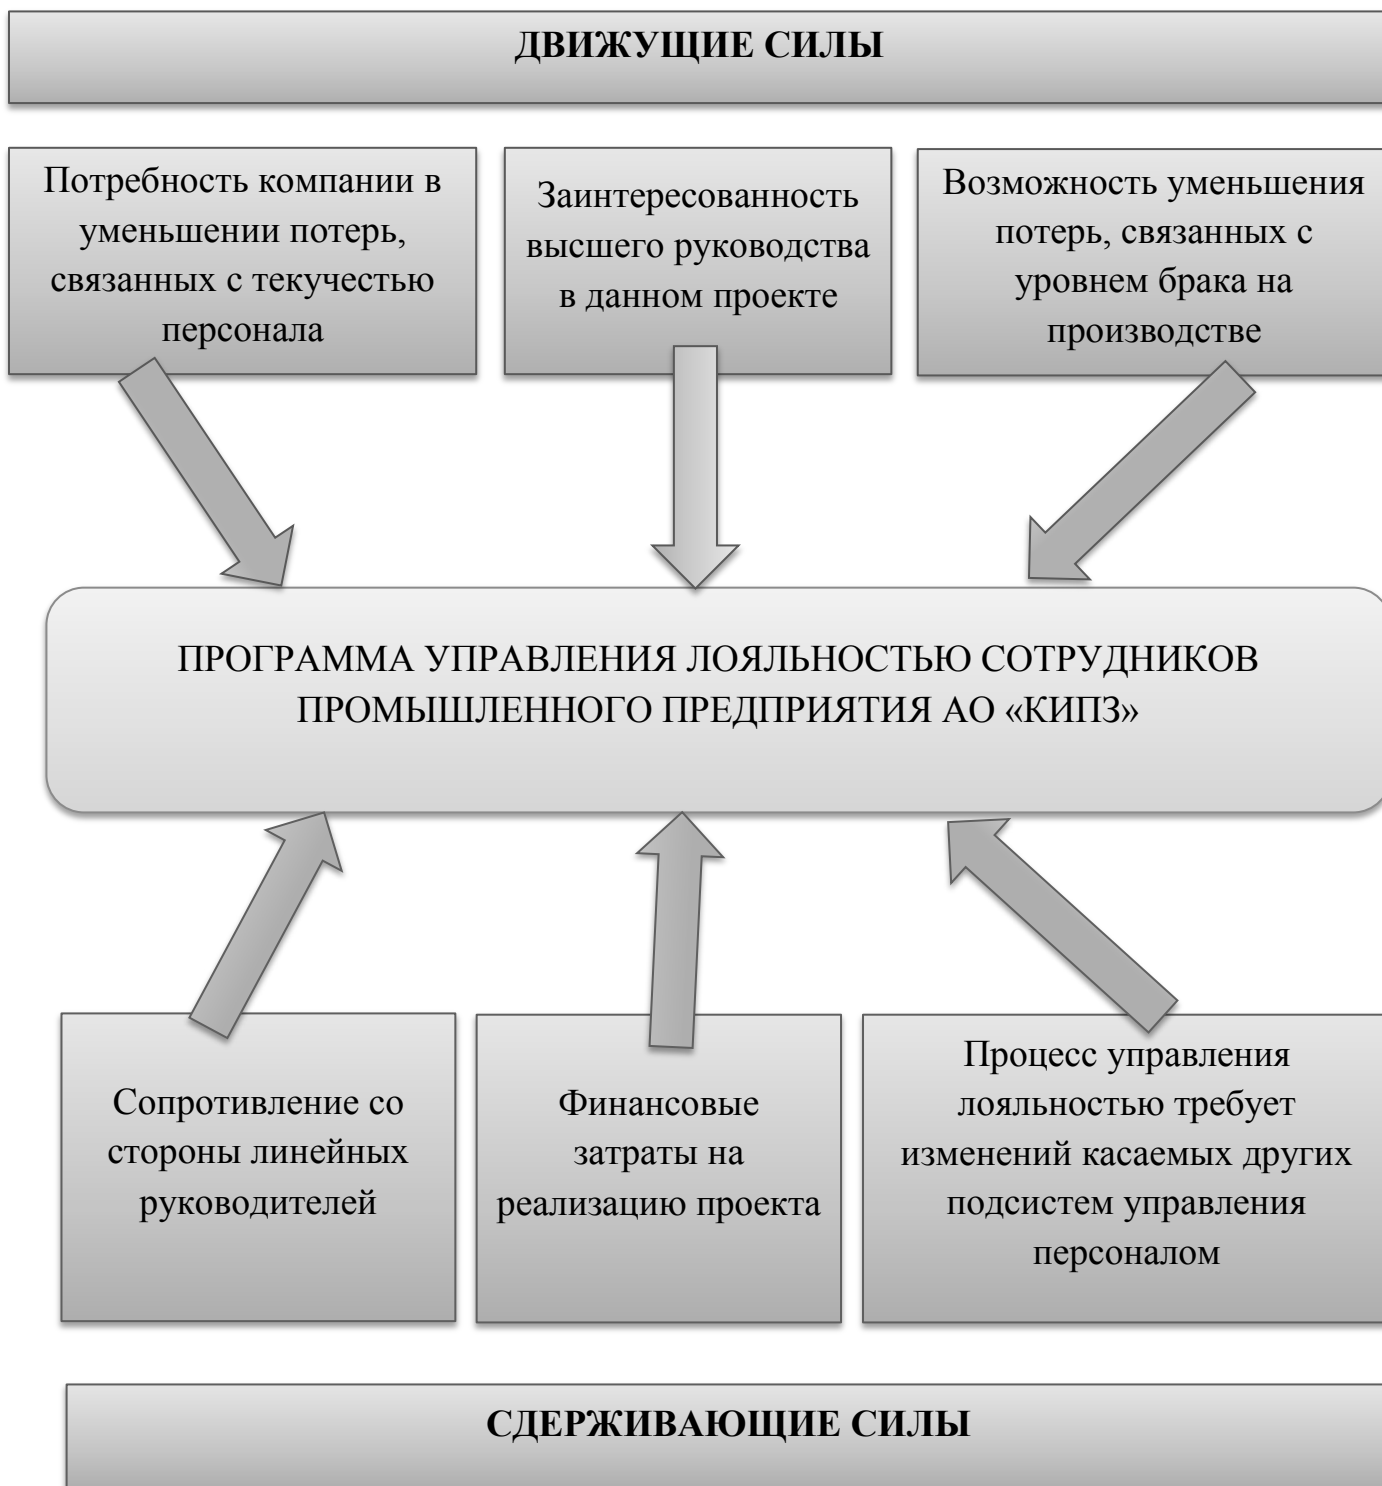 ДВИЖУЩИЕ СИЛЫ
Потребность компании в
уменьшении потерь,
связанных с текучестью
персонала
Заинтересованность
высшего руководства
в данном проекте
Возможность уменьшения
потерь, связанных с
уровнем брака на
производстве
ПРОГРАММА УПРАВЛЕНИЯ ЛОЯЛЬНОСТЬЮ СОТРУДНИКОВ
ПРОМЫШЛЕННОГО ПРЕДПРИЯТИЯ АО «КИПЗ»
Сопротивление со
стороны линейных
руководителей
Финансовые
затраты на
реализацию проекта
Процесс управления
лояльностью требует
изменений касаемых других
подсистем управления
персоналом
СДЕРЖИВАЮЩИЕ СИЛЫ